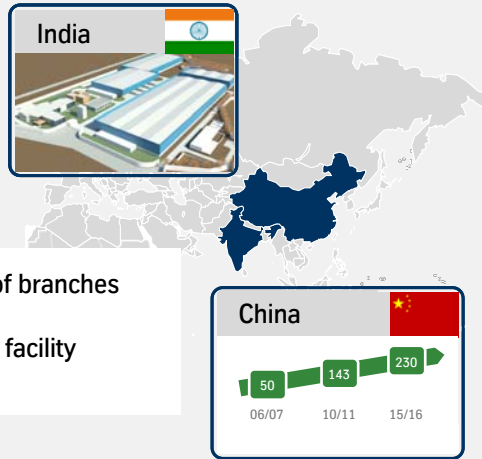 India
of branches
facility
China
50
143
230
06/07
10/11
15/16